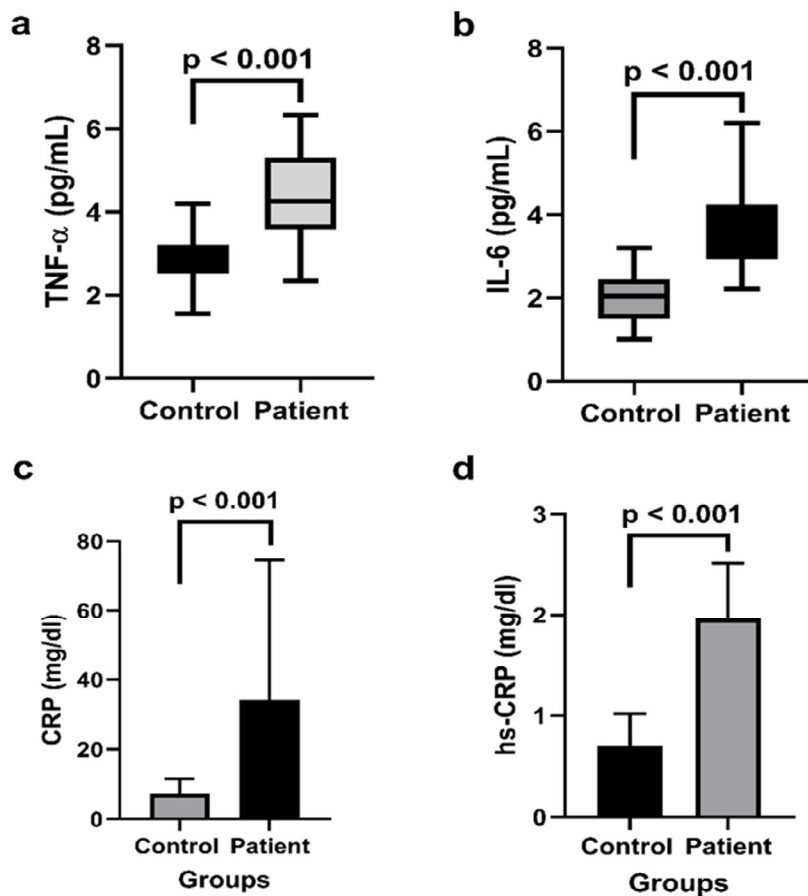 a
p < 0.001
TNF-α (pg/mL)
8
6
4
2
0
Control Patient
b
p < 0.001
IL-6 (pg/mL)
8
6
4
2
0
Control Patient
c
p < 0.001
CRP (mg/dl)
80
60
40
20
0
Control Patient
Groups
d
p < 0.001
hs-CRP (mg/dl)
3
2
1
0
Control Patient
Groups